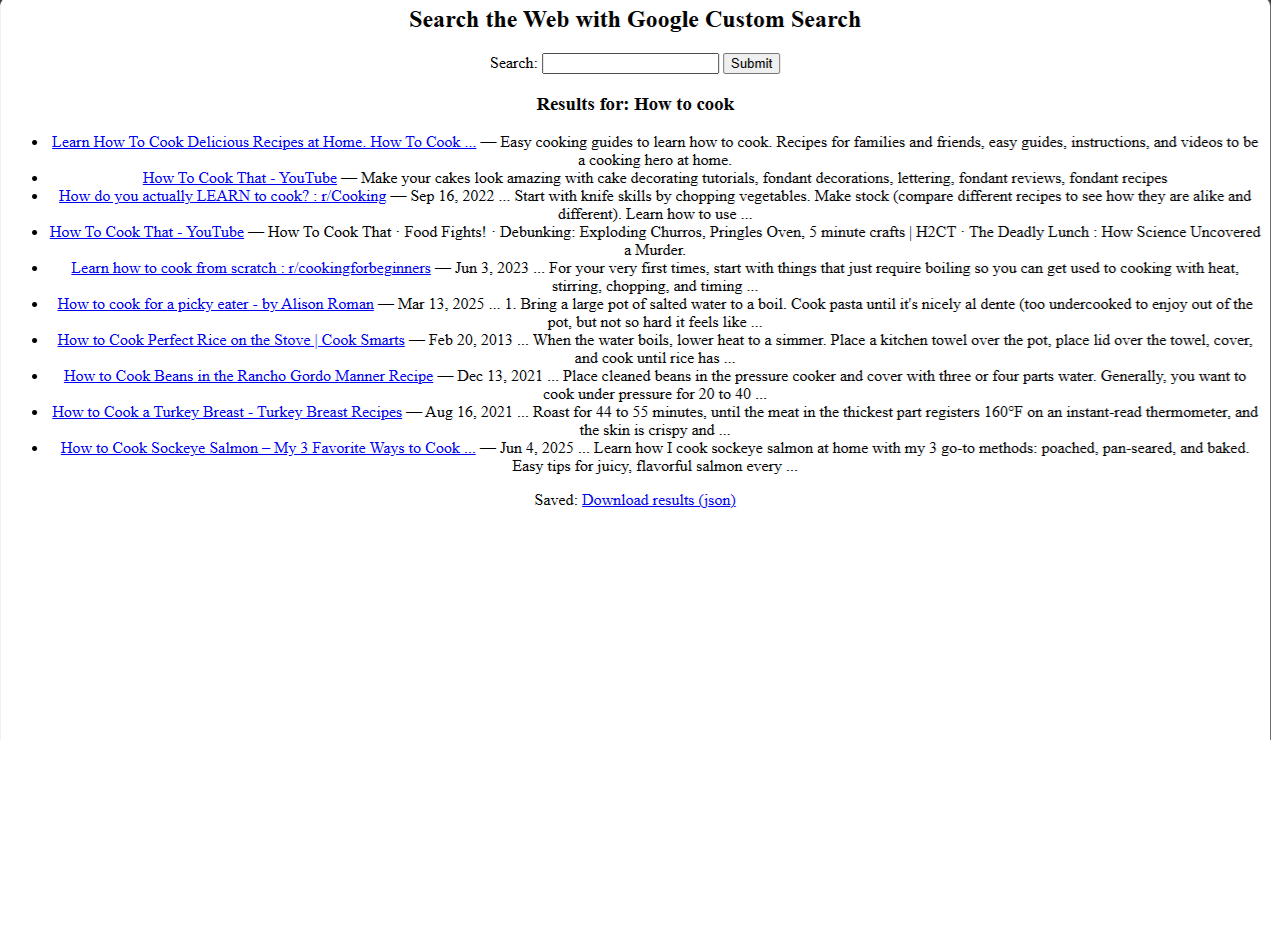 Search the Web with Google Custom Search
Search: Submit
Results for: How to cook
• Learn How To Cook Delicious Recipes at Home. How To Cook ... — Easy cooking guides to learn how to cook. Recipes for families and friends, easy guides, instructions, and videos to be
a cooking hero at home.
• How To Cook That - YouTube — Make your cakes look amazing with cake decorating tutorials, fondant decorations, lettering, fondant reviews, fondant recipes
• How do you actually LEARN to cook? : r/Cooking — Sep 16, 2022 ... Start with knife skills by chopping vegetables. Make stock (compare different recipes to see how they are alike and
different). Learn how to use ...
• How To Cook That - YouTube — How To Cook That · Food Fights! · Debunking: Exploding Churros, Pringles Oven, 5 minute crafts | H2CT · The Deadly Lunch : How Science Uncovered
a Murder.
• Learn how to cook from scratch : r/cookingforbeginners — Jun 3, 2023 ... For your very first times, start with things that just require boiling so you can get used to cooking with heat,
stirring, chopping, and timing ...
• How to cook for a picky eater - by Alison Roman — Mar 13, 2025 ... 1. Bring a large pot of salted water to a boil. Cook pasta until it's nicely al dente (too undercooked to enjoy out of the
pot, but not so hard it feels like ...
• How to Cook Perfect Rice on the Stove | Cook Smarts — Feb 20, 2013 ... When the water boils, lower heat to a simmer. Place a kitchen towel over the pot, place lid over the towel, cover,
and cook until rice has ...
• How to Cook Beans in the Rancho Gordo Manner Recipe — Dec 13, 2021 ... Place cleaned beans in the pressure cooker and cover with three or four parts water. Generally, you want to
cook under pressure for 20 to 40 ...
• How to Cook a Turkey Breast - Turkey Breast Recipes — Aug 16, 2021 ... Roast for 44 to 55 minutes, until the meat in the thickest part registers 160°F on an instant-read thermometer, and
the skin is crispy and ...
• How to Cook Sockeye Salmon – My 3 Favorite Ways to Cook ... — Jun 4, 2025 ... Learn how I cook sockeye salmon at home with my 3 go-to methods: poached, pan-seared, and baked.
Easy tips for juicy, flavorful salmon every ...
Saved: Download results (json)